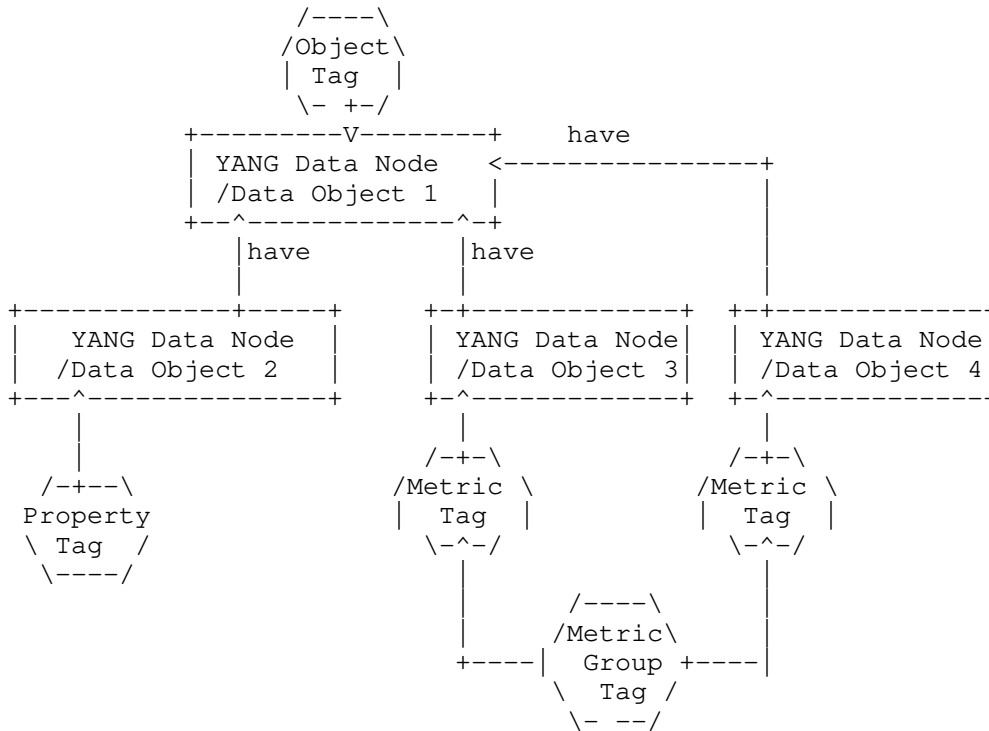 Object
Tag
have
YANG Data Node
/Data Object 1
have have
YANG Data Node YANG Data Node YANG Data Node
/Data Object 2 /Data Object 3 /Data Object 4
Metric Metric
Property Tag Tag
Tag
Metric
Group
Tag